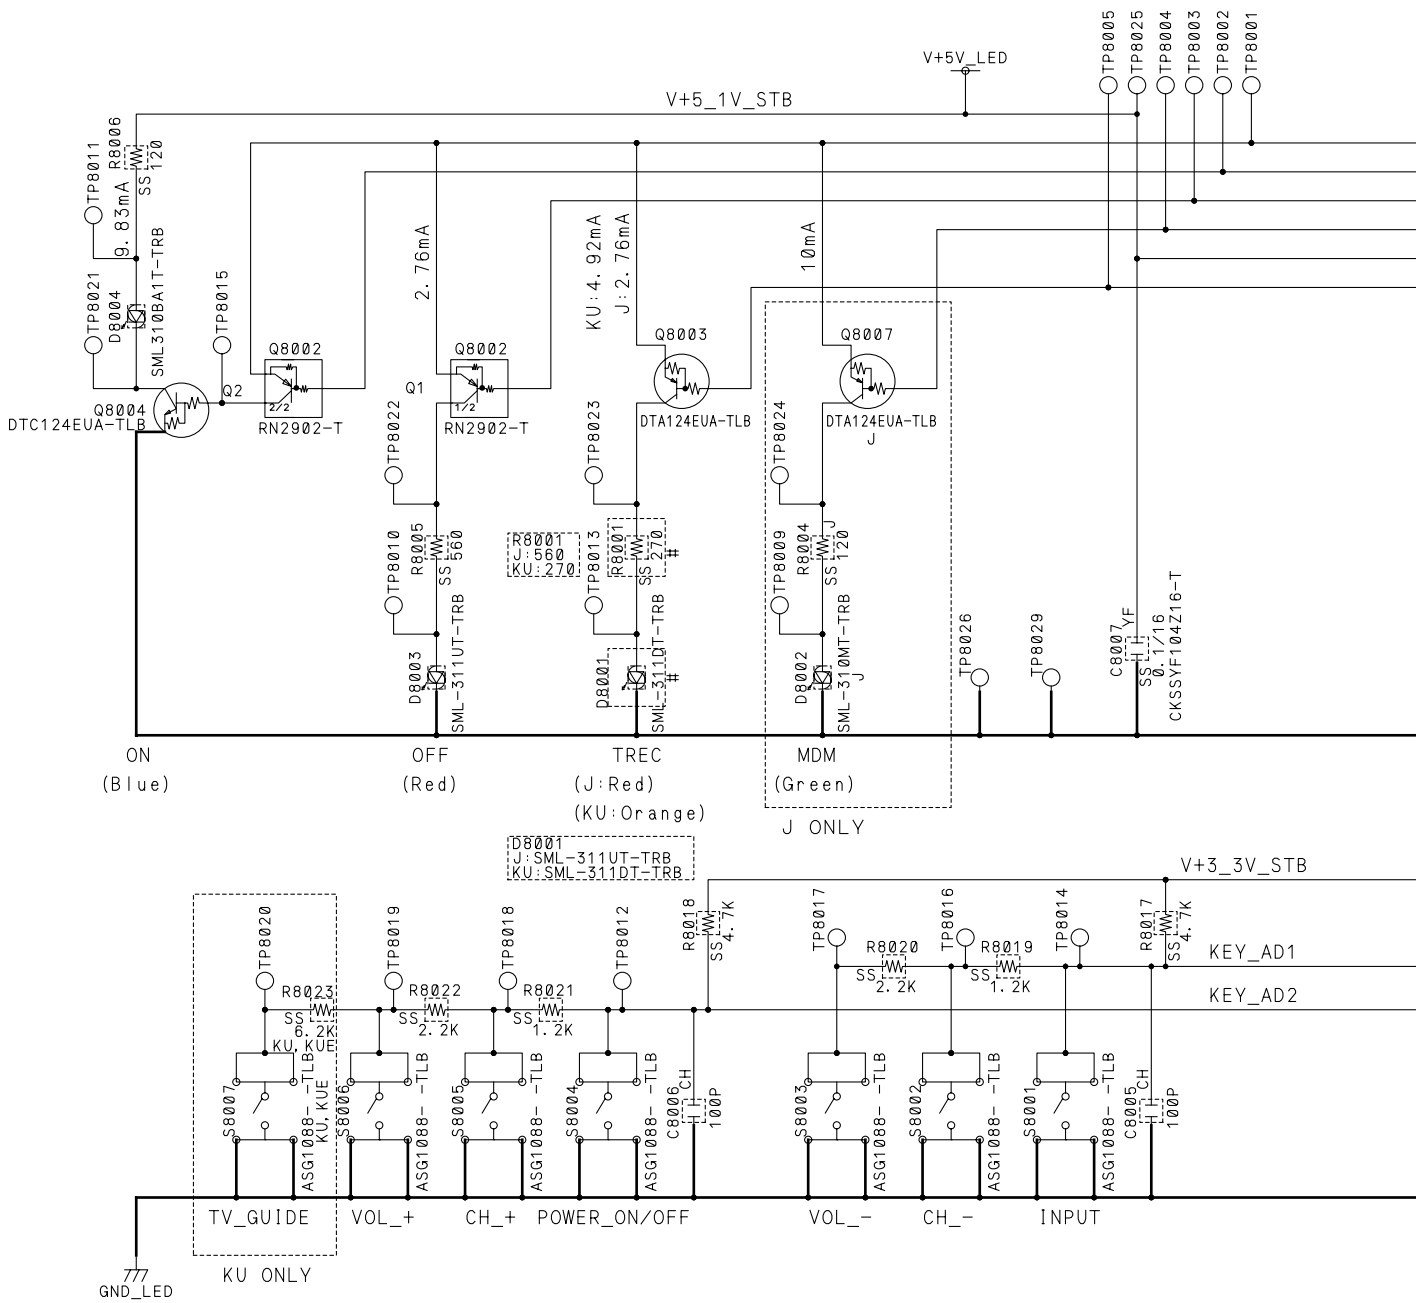 TP8005
TP8025
TP8004
TP8003
TP8002
TP8001
V+5V_LED
V+5_1V_STB
TP8011
R8006
120
SS
9.83mA
TP8021
D8004
SML310BA1T-TRB
TP8015
2.76mA
KU:4.92mA
J:2.76mA
10mA
Q8002
Q8002
Q8003
Q8007
Q2
Q1
2/2
1/2
Q8004
DTC124EUA-TLB
RN2902-T
RN2902-T
DTA124EUA-TLB
DTA124EUA-TLB
J
TP8022
TP8023
TP8024
TP8010
R8005
SS 560
R8001
J:560
KU:270
TP8013
R8001
SS 270
#
TP8009
R8004
SS 120
J
D8003
SML-311UT-TRB
D8001
SML-311DT-TRB
#
D8002
SML-310MT-TRB
J
TP8026
TP8029
C8007
YF
SS 0.1/16
CKSSYF104Z16-T
ON
OFF
TREC
MDM
(Blue)
(Red)
(J:Red)
(Green)
(KU:Orange)
J ONLY
D8001
J:SML-311UT-TRB
KU:SML-311DT-TRB
V+3_3V_STB
TP8020
TP8019
TP8018
TP8012
R8018
SS 4.7K
TP8017
TP8016
TP8014
R8017
SS 4.7K
R8020
SS
2.2K
R8019
SS
1.2K
KEY_AD1
KEY_AD2
R8023
SS
6.2K
KU,KUE
R8022
SS
2.2K
R8021
SS
1.2K
S8007
KU,KUE
ASG1088- -TLB
S8006
ASG1088- -TLB
S8005
ASG1088- -TLB
S8004
ASG1088- -TLB
C8006
CH
100P
S8003
ASG1088- -TLB
S8002
ASG1088- -TLB
S8001
ASG1088- -TLB
C8005
CH
100P
TV_GUIDE
VOL_+
CH_+
POWER_ON/OFF
VOL_-
CH_-
INPUT
KU ONLY
GND_LED